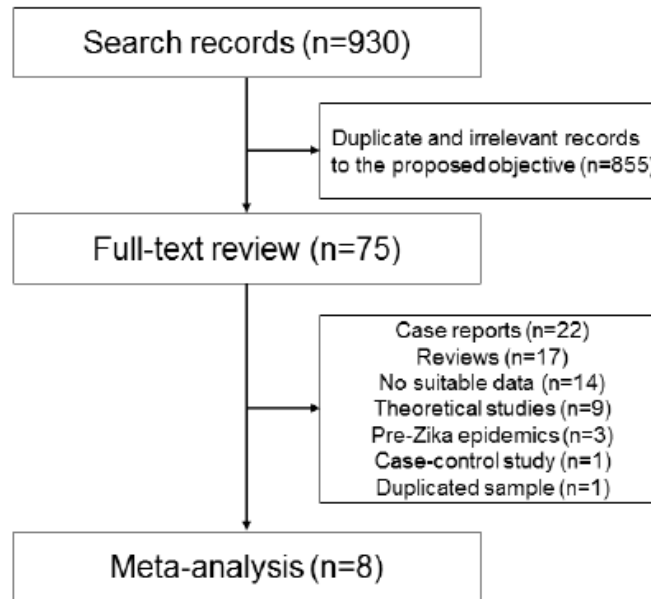 Search records (n=930)
Duplicate and irrelevant records
to the proposed objective (n=855)
Full-text review (n=75)
Case reports (n=22)
Reviews (n=17)
No suitable data (n=14)
Theoretical studies (n=9)
Pre-Zika epidemics (n=3)
Case-control study (n=1)
Duplicated sample (n=1)
Meta-analysis (n=8)